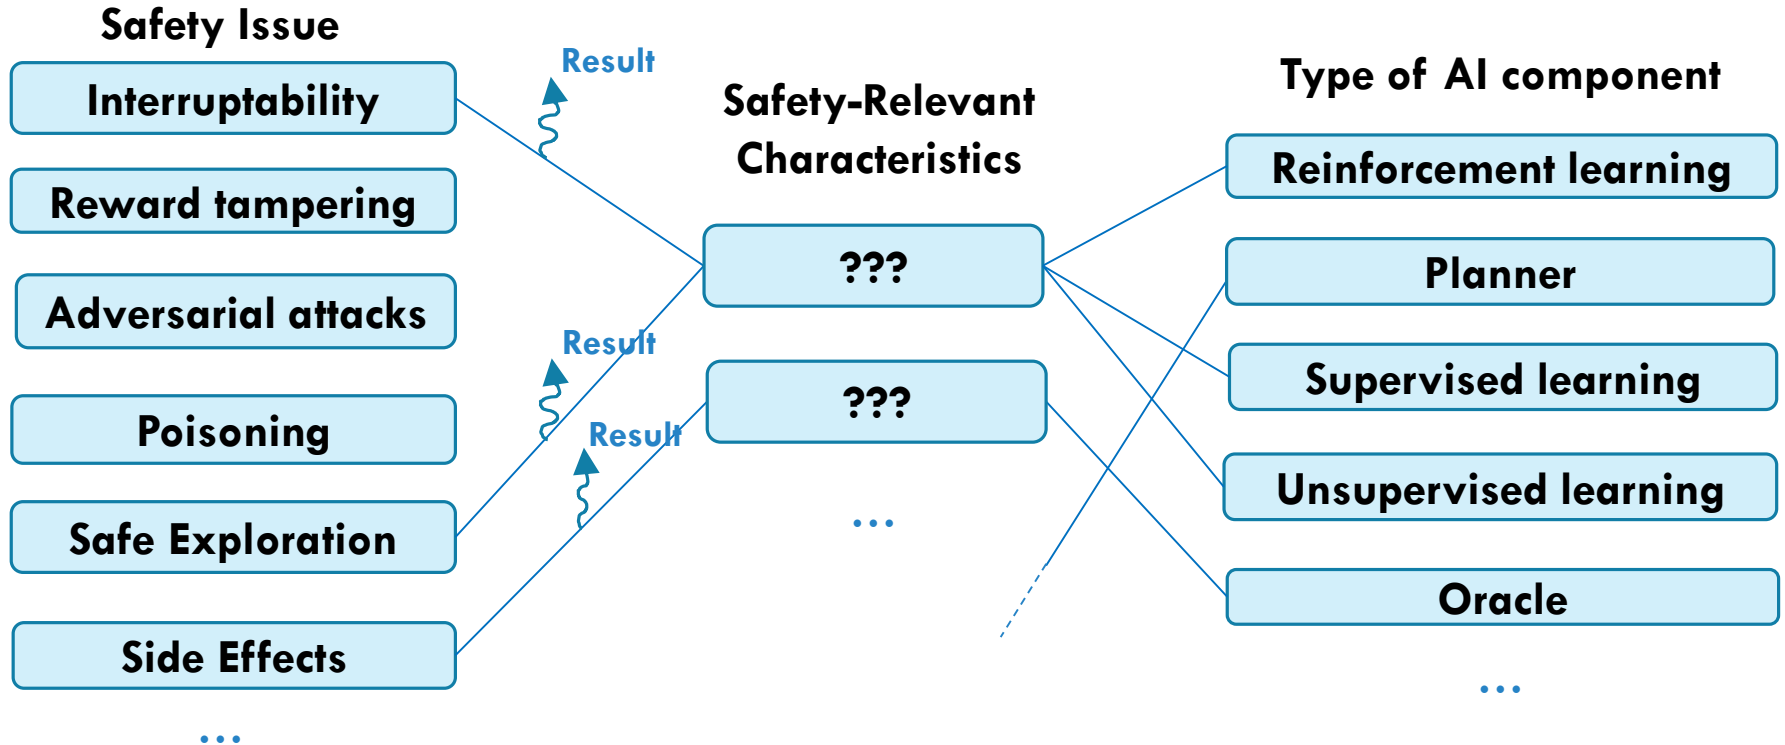 Safety Issue
Interruptability
Reward tampering
Adversarial attacks
Poisoning
Safe Exploration
Side Effects
...
Result
Result
Result
Safety-Relevant
Characteristics
???
???
...
Type of AI component
Reinforcement learning
Planner
Supervised learning
Unsupervised learning
Oracle
...